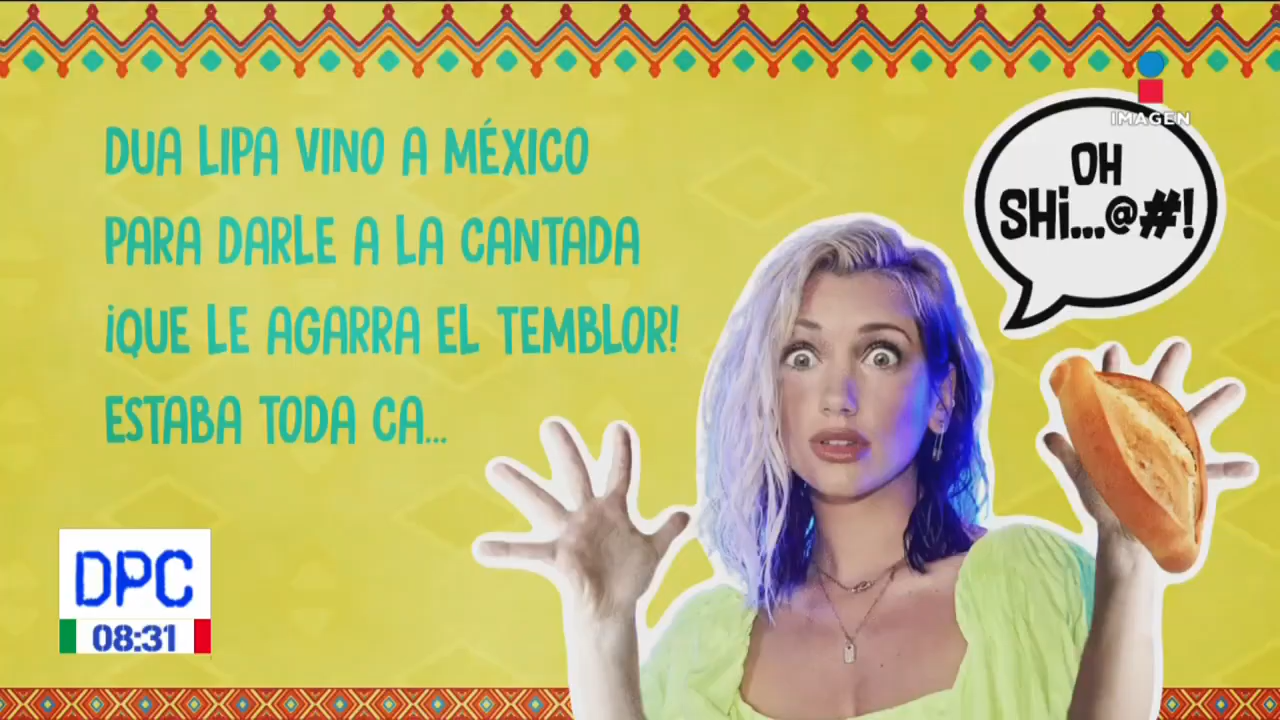 DUA LIPA VINO A MÉXICO
PARA DARLE A LA CANTADA
¡QUE LE AGARRA EL TEMBLOR!
ESTABA TODA CA...
IMAGEN
OH
SHi...@#!
DPC
08:31